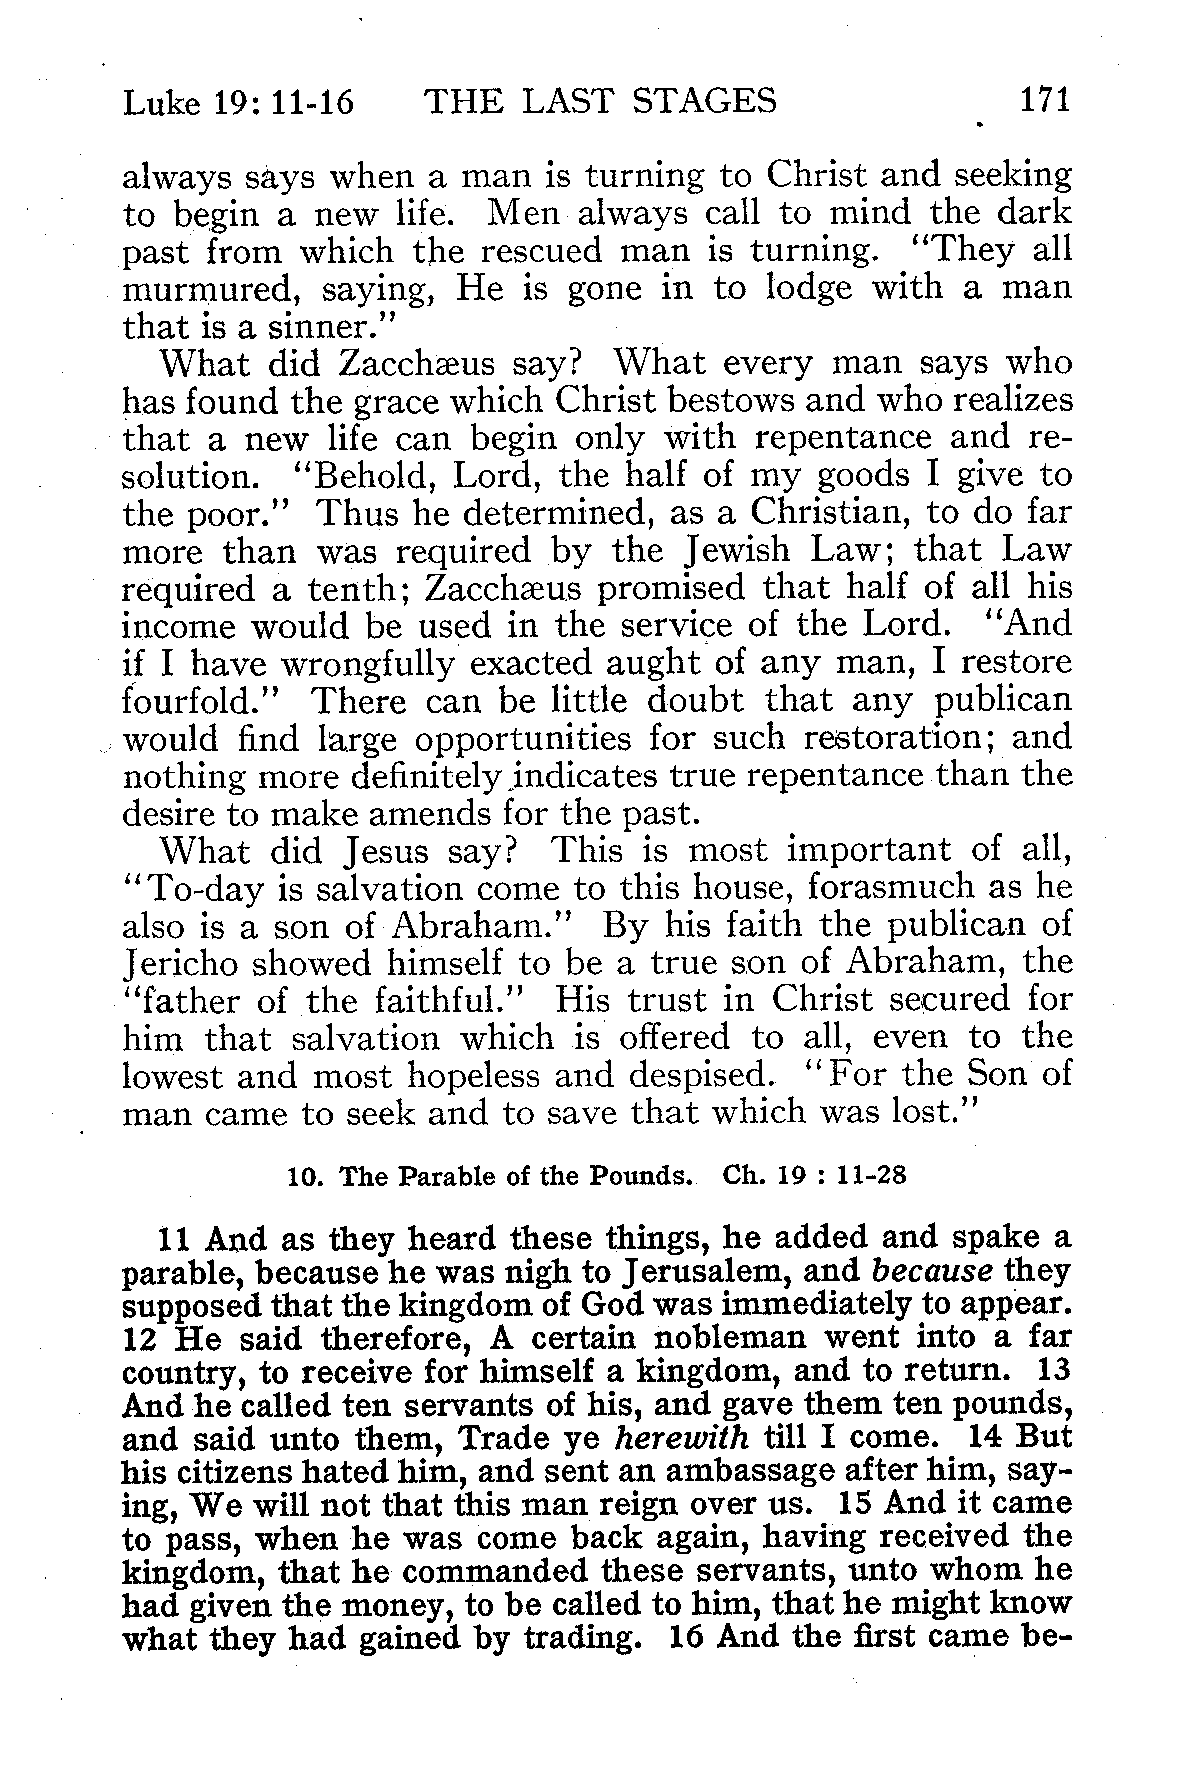 Luke 19: 11-16 THE LAST STAGES 171
always says when a man is turning to Christ and seeking
to begin a new life. Men always call to mind the dark
past from which the rescued man is turning. "They all
murmured, saying, He is gone in to lodge with a man
that is a sinner."
What did Zacchæus say? What every man says who
has found the grace which Christ bestows and who realizes
that a new life can begin only with repentance and re-
solution. "Behold, Lord, the half of my goods I give to
the poor." Thus he determined, as a Christian, to do far
more than was required by the Jewish Law; that Law
required a tenth; Zacchæus promised that half of all his
income would be used in the service of the Lord. "And
if I have wrongfully exacted aught of any man, I restore
fourfold." There can be little doubt that any publican
would find large opportunities for such restoration; and
nothing more definitely indicates true repentance than the
desire to make amends for the past.
What did Jesus say? This is most important of all,
"To-day is salvation come to this house, forasmuch as he
also is a son of Abraham." By his faith the publican of
Jericho showed himself to be a true son of Abraham, the
"father of the faithful." His trust in Christ secured for
him that salvation which is offered to all, even to the
lowest and most hopeless and despised. "For the Son of
man came to seek and to save that which was lost."
10. The Parable of the Pounds. Ch. 19 : 11-28
11 And as they heard these things, he added and spake a
parable, because he was nigh to Jerusalem, and because they
supposed that the kingdom of God was immediately to appear.
12 He said therefore, A certain nobleman went into a far
country, to receive for himself a kingdom, and to return. 13
And he called ten servants of his, and gave them ten pounds,
and said unto them, Trade ye herewith till I come. 14 But
his citizens hated him, and sent an ambassage after him, say-
ing, We will not that this man reign over us. 15 And it came
to pass, when he was come back again, having received the
kingdom, that he commanded these servants, unto whom he
had given the money, to be called to him, that he might know
what they had gained by trading. 16 And the first came be-